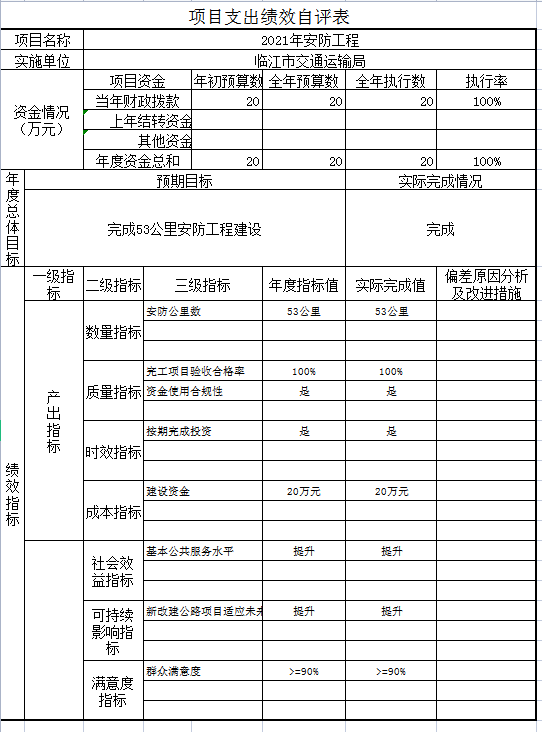 项目支出绩效自评表
项目名称 2021年安防工程
实施单位 临江市交通运输局
资金情况（万元） 项目资金 年初预算数 全年预算数 全年执行数 执行率
当年财政拨款 20 20 20 100%
上年结转资金
其他资金
年度资金总和 20 20 20 100%
年度总体目标 预期目标 实际完成情况
完成53公里安防工程建设 完成
绩效指标 一级指标 二级指标 三级指标 年度指标值 实际完成值 偏差原因分析及改进措施
产出指标 数量指标 安防公里数 53公里 53公里
质量指标 完工项目验收合格率 100% 100%
资金使用合规性 是 是
时效指标 按期完成投资 是 是
成本指标 建设资金 20万元 20万元
社会效益指标 基本公共服务水平 提升 提升
可持续影响指标 新改建公路项目适应未 提升 提升
满意度指标 群众满意度 >=90% >=90%